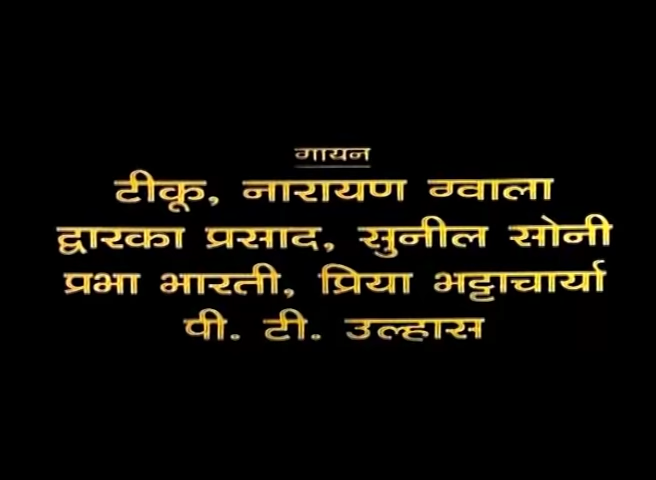 गायन
टीकू, नारायण ग्वाला
द्वारका प्रसाद, सुनील सोनी
प्रभा भारती, प्रिया भट्टाचार्या
पी. टी. उल्हास